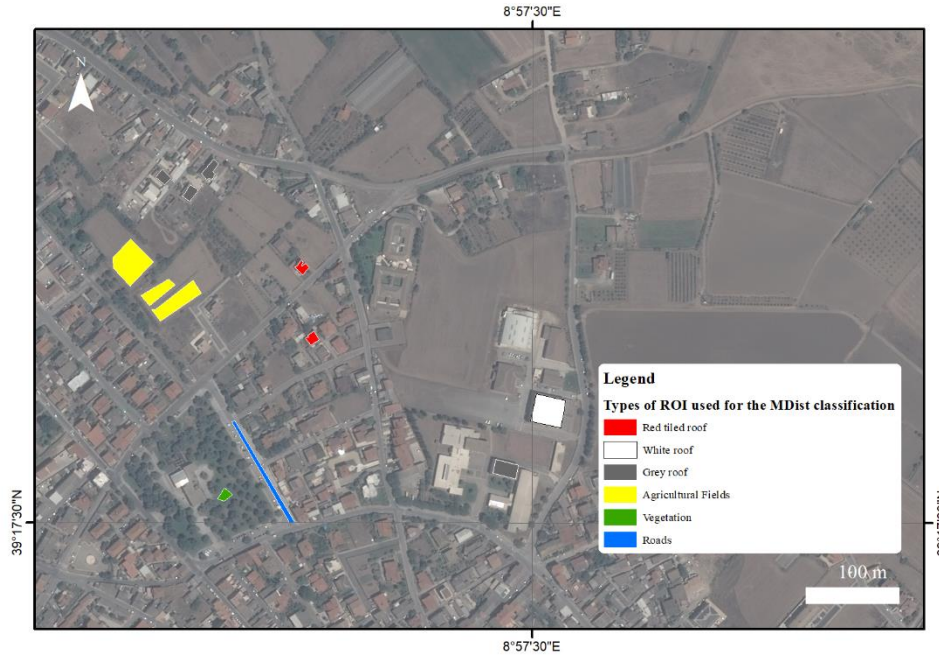 8°57'30"E
N
Legend
Types of ROI used for the MDist classification
Red tiled roof
White roof
Grey roof
Agricultural Fields
Vegetation
Roads
39°17'30"N
100 m
8°57'30"E